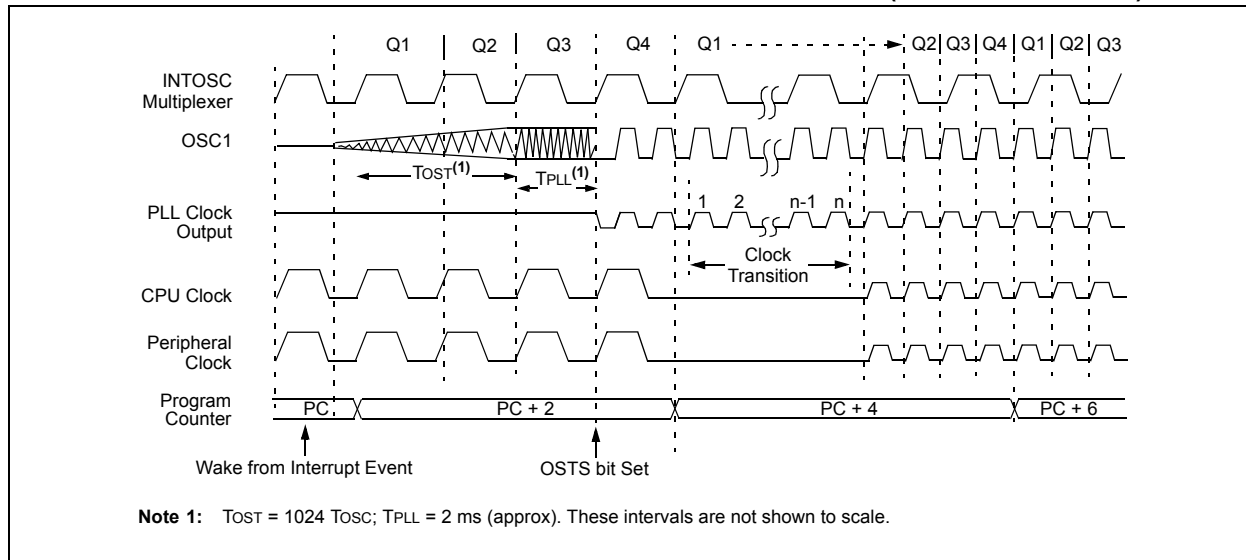 Q1 Q2 Q3 Q4 Q1 Q2 Q3 Q4 Q1 Q2 Q3
INTOSC
Multiplexer
OSC1
TOST(1)
TPLL(1)
1 2 n-1 n
PLL Clock
Output
Clock
Transition
CPU Clock
Peripheral
Clock
Program
Counter
PC PC + 2 PC + 4 PC + 6
Wake from Interrupt Event OSTS bit Set
Note 1: TOST = 1024 TOSC; TPLL = 2 ms (approx). These intervals are not shown to scale.